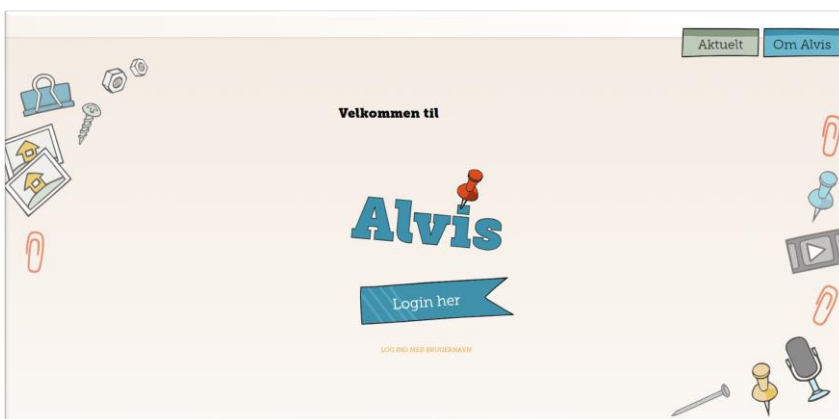 Aktuelt
Om Alvis
Velkommen til
Alvis
Login her
LOG IND MED BRUGERNAVN